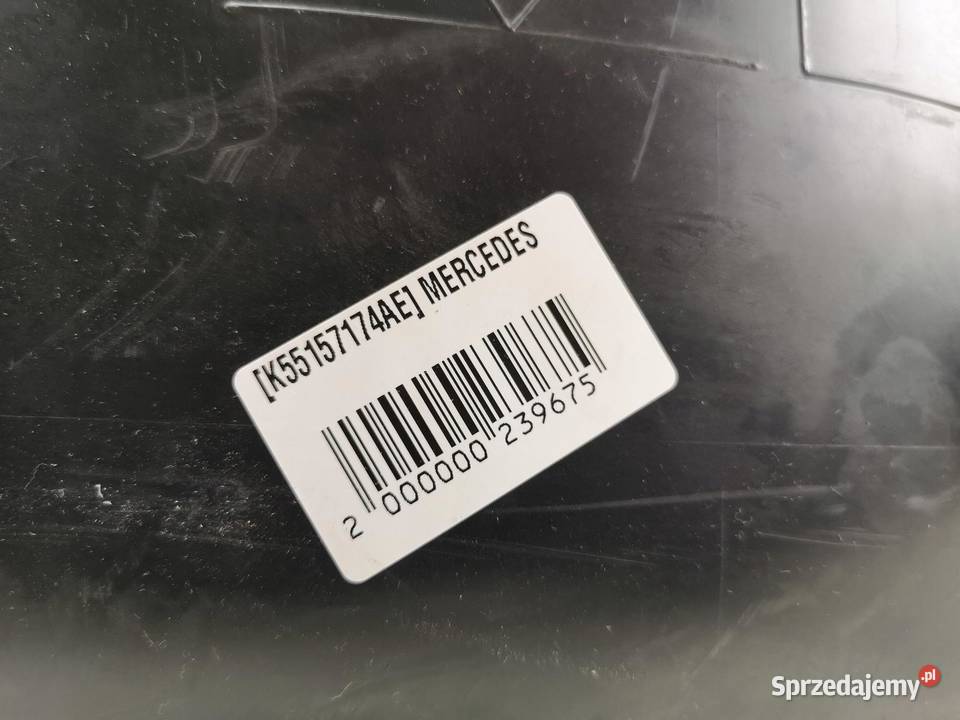 [K55157174AE] MERCEDES
2 000000 239675
Sprzedajemy.pl